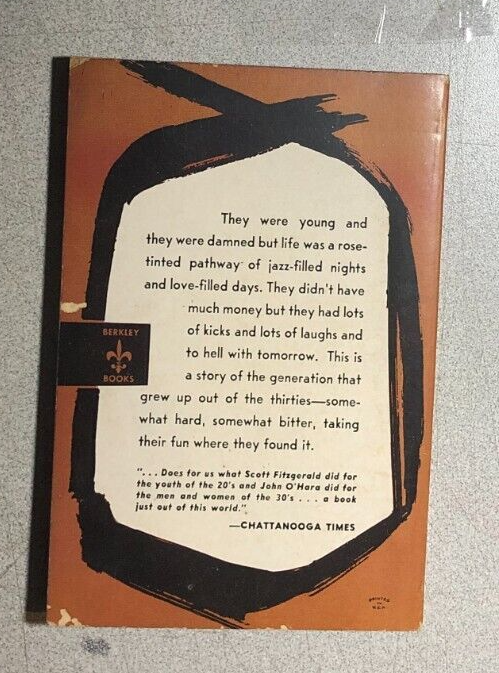 They were young and
they were damned but life was a rose-
tinted pathway of jazz-filled nights
and love-filled days. They didn't have
much money but they had lots
of kicks and lots of laughs and
to hell with tomorrow. This is
a story of the generation that
grew up out of the thirties—some-
what hard, somewhat bitter, taking
their fun where they found it.
BERKLEY
BOOKS
". . . Does for us what Scott Fitzgerald did for
the youth of the 20's and John O'Hara did for
the men and women of the 30's . . . a book
just out of this world."
—CHATTANOOGA TIMES
PRINTED